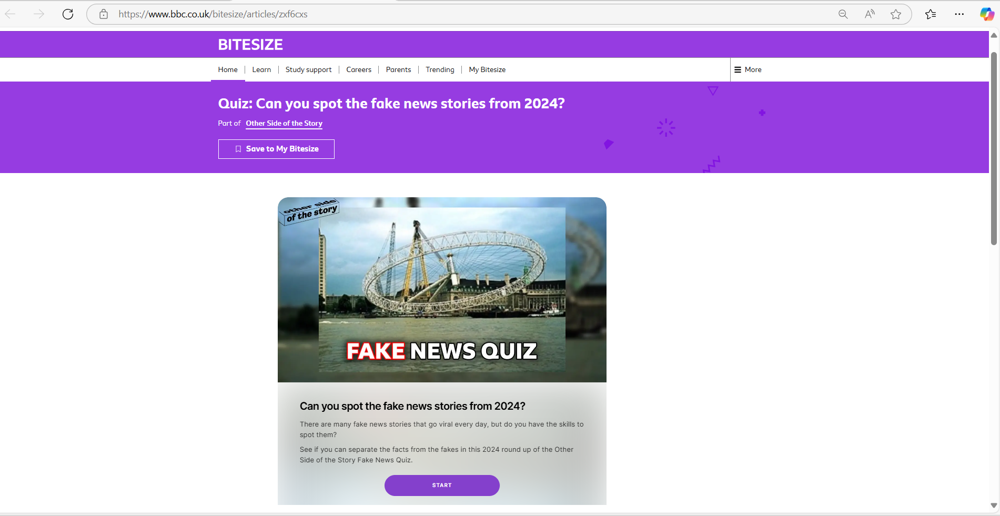 https://www.bbc.co.uk/bitesize/articles/zxf6cxs
BITESIZE
Home
Learn
Study support
Careers
Parents
Trending
My Bitesize
More
Quiz: Can you spot the fake news stories from 2024?
Part of Other Side of the Story
Save to My Bitesize
other side
of the story
FAKE NEWS QUIZ
Can you spot the fake news stories from 2024?
There are many fake news stories that go viral every day, but do you have the skills to
spot them?
See if you can separate the facts from the fakes in this 2024 round up of the Other
Side of the Story Fake News Quiz.
START